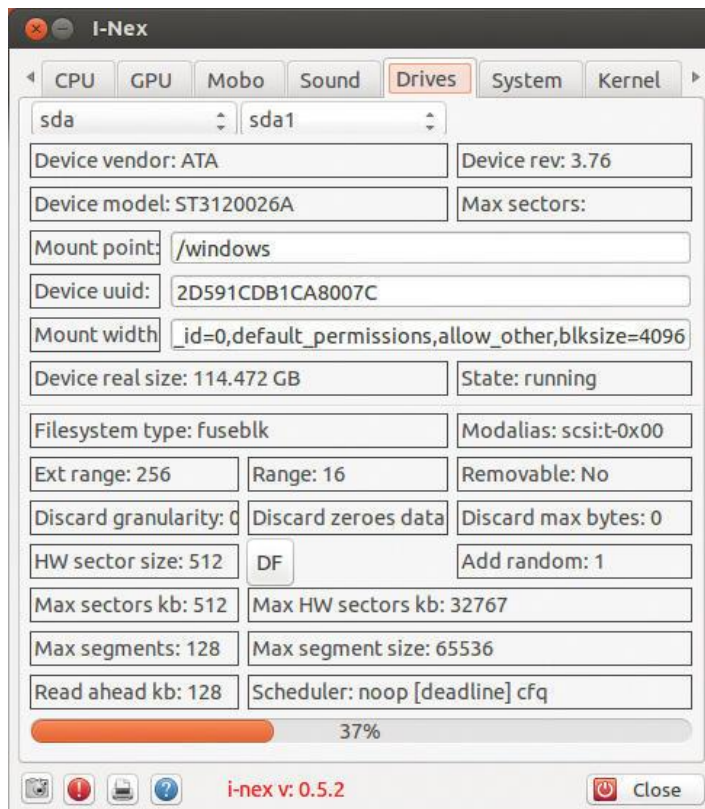 I-Nex
CPU GPU Mobo Sound Drives System Kernel
sda sda1
Device vendor: ATA Device rev: 3.76
Device model: ST3120026A Max sectors:
Mount point: /windows
Device uuid: 2D591CDB1CA8007C
Mount width _id=0,default_permissions,allow_other,blksize=4096
Device real size: 114.472 GB State: running
Filesystem type: fuseblk Modalias: scsi:t-0x00
Ext range: 256 Range: 16 Removable: No
Discard granularity: 0 Discard zeroes data Discard max bytes: 0
HW sector size: 512 DF Add random: 1
Max sectors kb: 512 Max HW sectors kb: 32767
Max segments: 128 Max segment size: 65536
Read ahead kb: 128 Scheduler: noop [deadline] cfq
37%
i-nex v: 0.5.2 Close